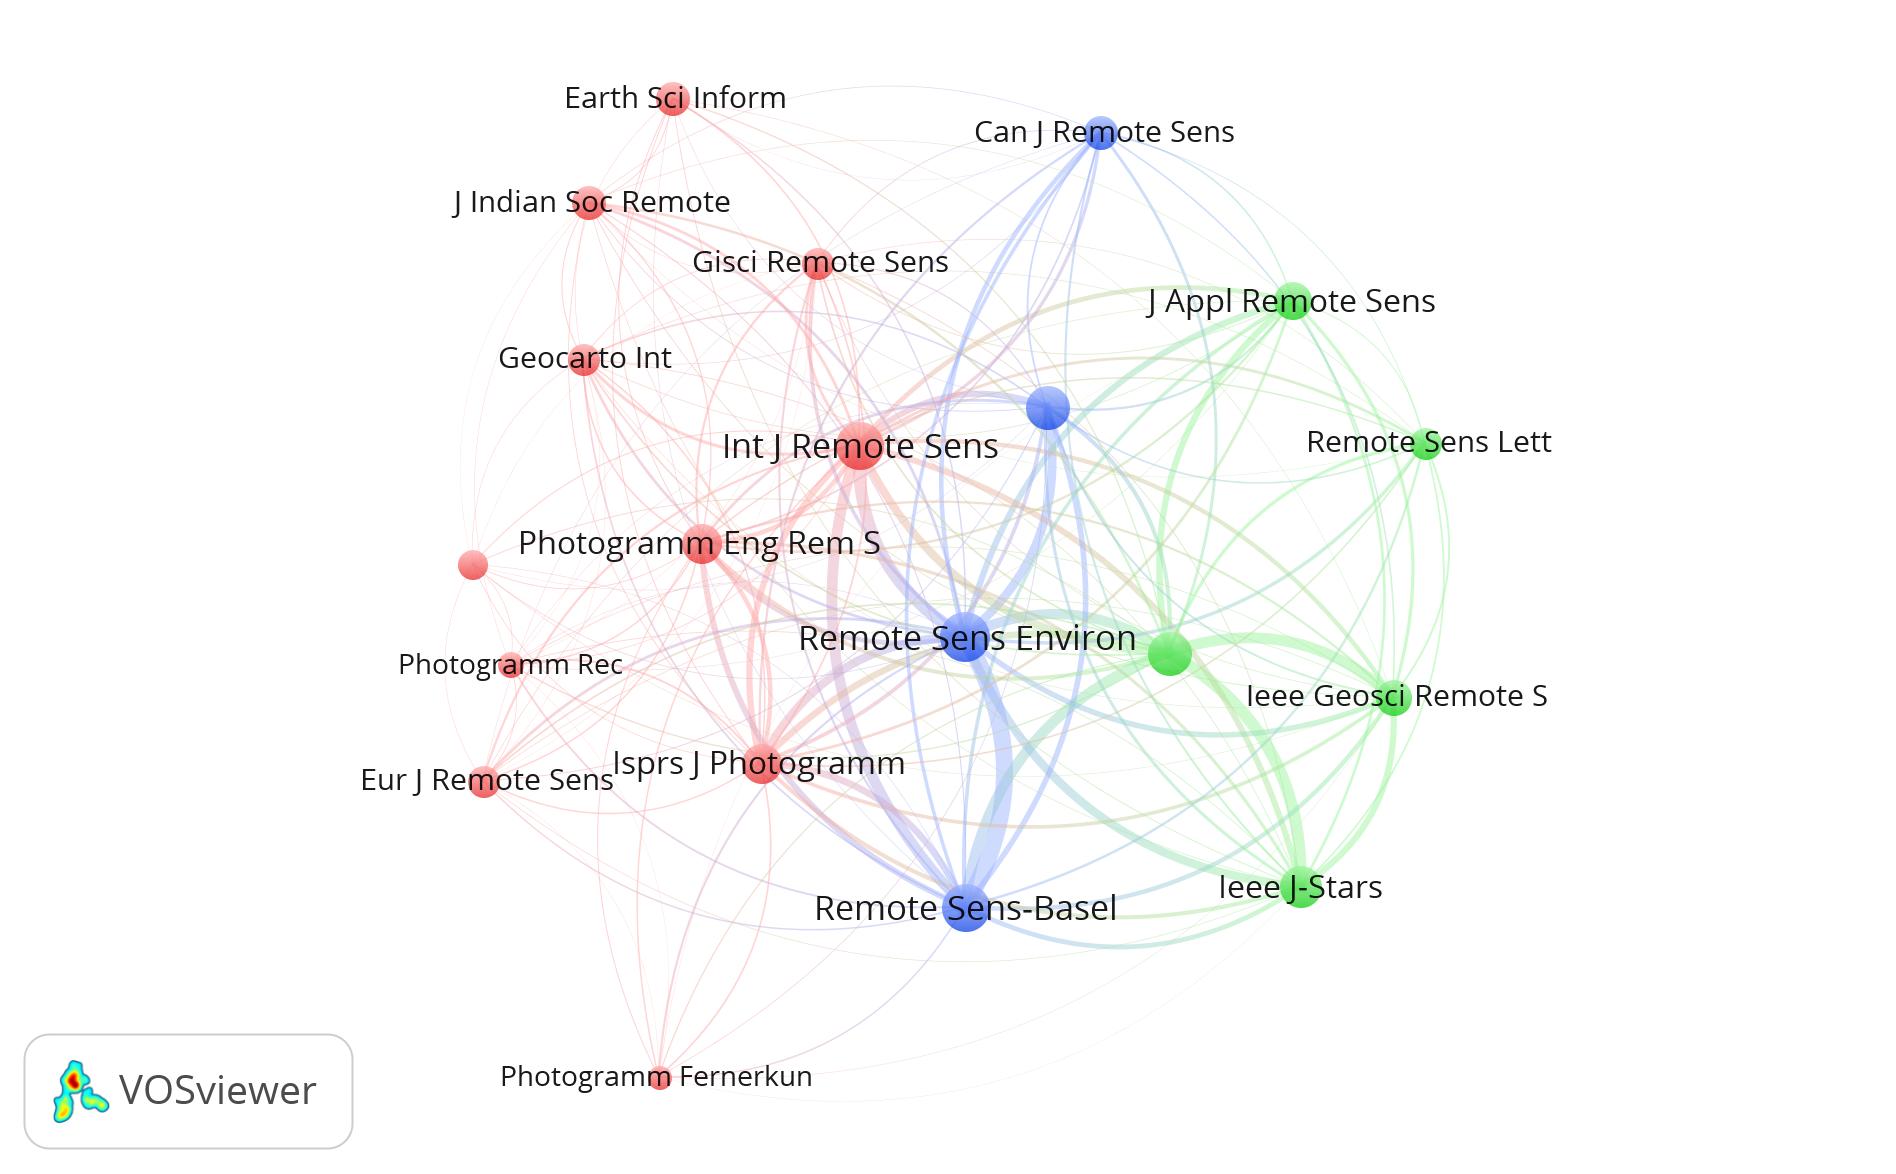 Earth Sci Inform
Can J Remote Sens
J Indian Soc Remote
Gisci Remote Sens
J Appl Remote Sens
Geocarto Int
Int J Remote Sens
Remote Sens Lett
Photogramm Eng Rem S
Remote Sens Environ
Photogramm Rec
Ieee Geosci Remote S
Isprs J Photogramm
Eur J Remote Sens
Ieee J-Stars
Remote Sens-Basel
Photogramm Fernerkun
VOSviewer